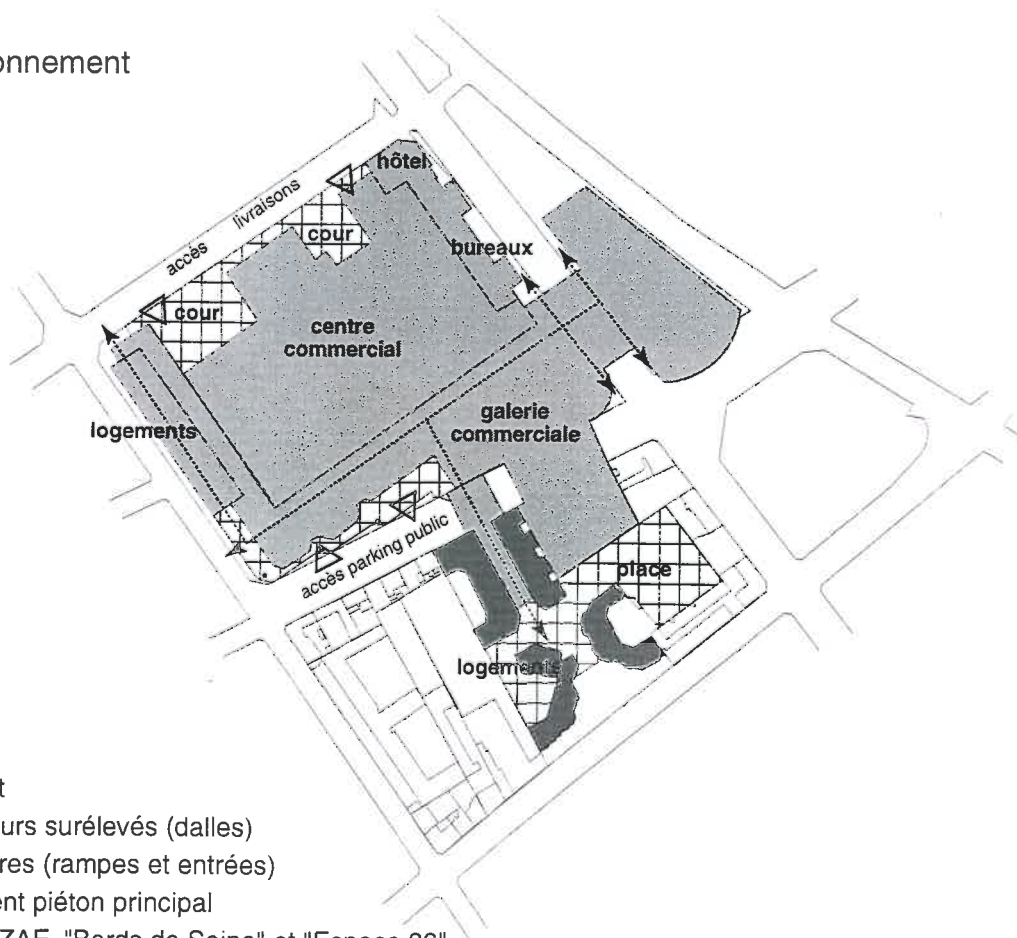 onnement
hôtel
accès livraisons
cour
bureaux
cour
centre
commercial
galerie
commerciale
logements
accès parking public
place
logements
t
urs surélevés (dalles)
res (rampes et entrées)
ent piéton principal